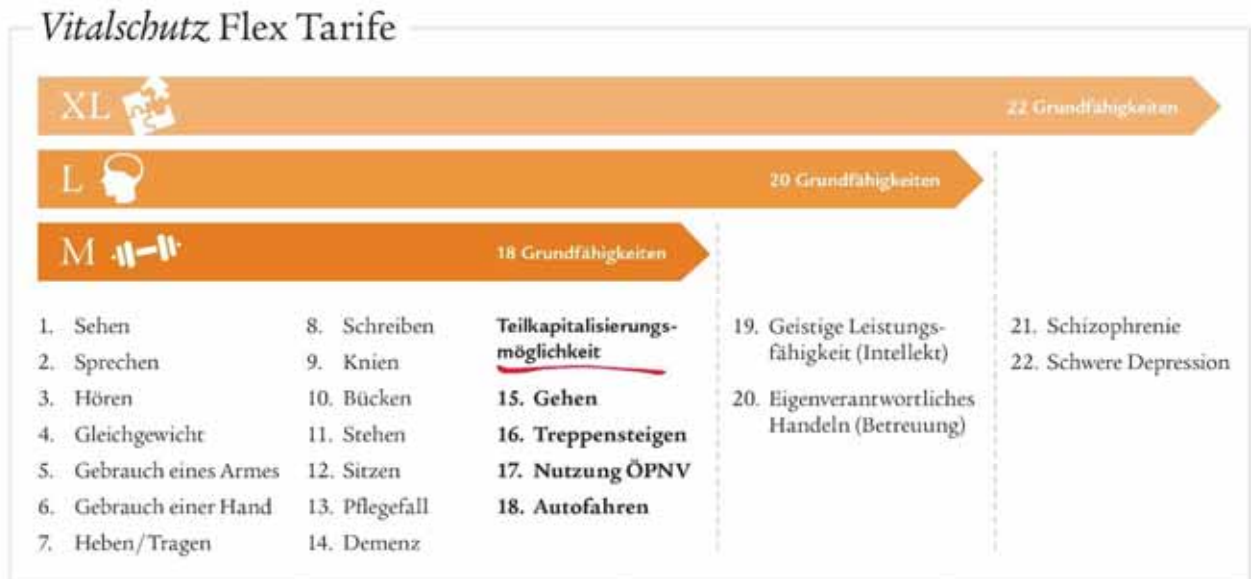 Vitalschutz Flex Tarife
XL
22 Grundfähigkeiten
L
20 Grundfähigkeiten
M
18 Grundfähigkeiten
1. Sehen
2. Sprechen
3. Hören
4. Gleichgewicht
5. Gebrauch eines Armes
6. Gebrauch einer Hand
7. Heben/Tragen
8. Schreiben
9. Knien
10. Bücken
11. Stehen
12. Sitzen
13. Pflegefall
14. Demenz
Teilkapitalisierungs-
möglichkeit
15. Gehen
16. Treppensteigen
17. Nutzung ÖPNV
18. Autofahren
19. Geistige Leistungs-
fähigkeit (Intellekt)
20. Eigenverantwortliches
Handeln (Betreuung)
21. Schizophrenie
22. Schwere Depression